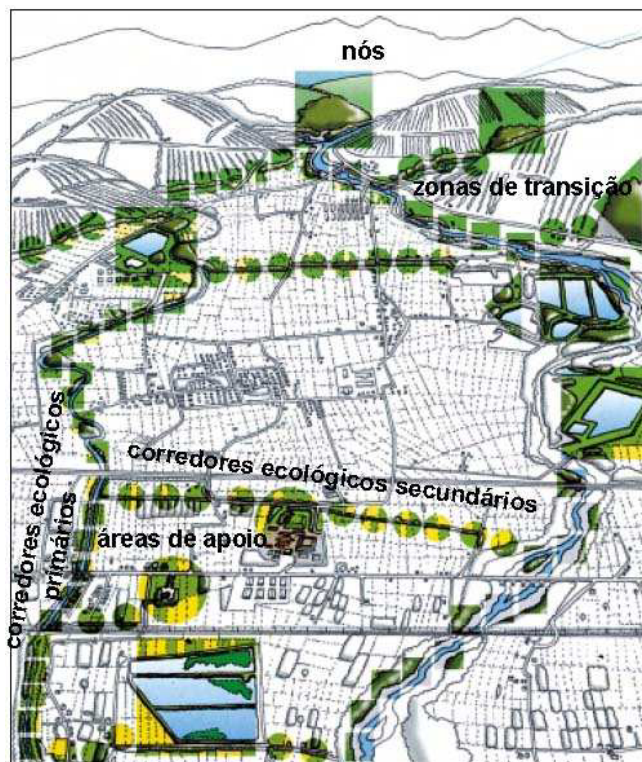 nós
zonas de transição
corredores ecológicos secundários
corredores ecológicos
primários
áreas de apoio